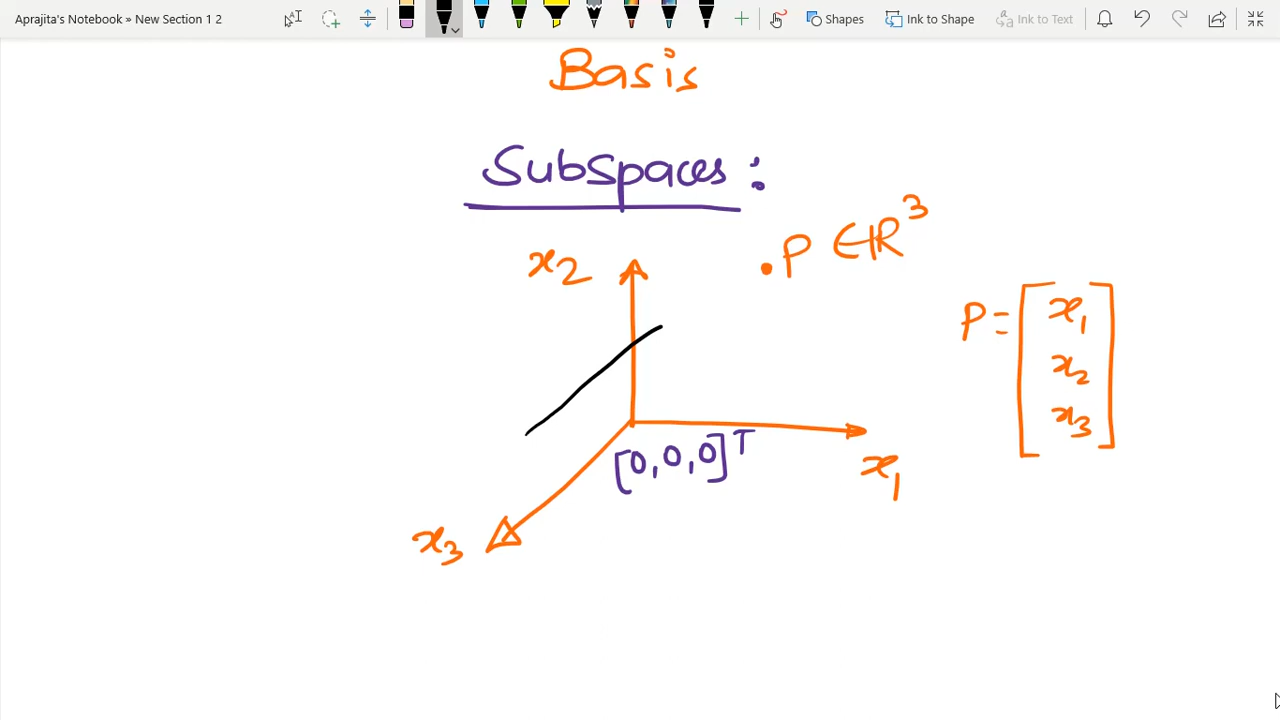 Aprajita's Notebook » New Section 1 2
Shapes
Ink to Shape
Ink to Text
Basis
Subspaces:
x2
.P ∈ ℝ^3
P = [x1
x2
x3]
[0,0,0]^T
x1
x3